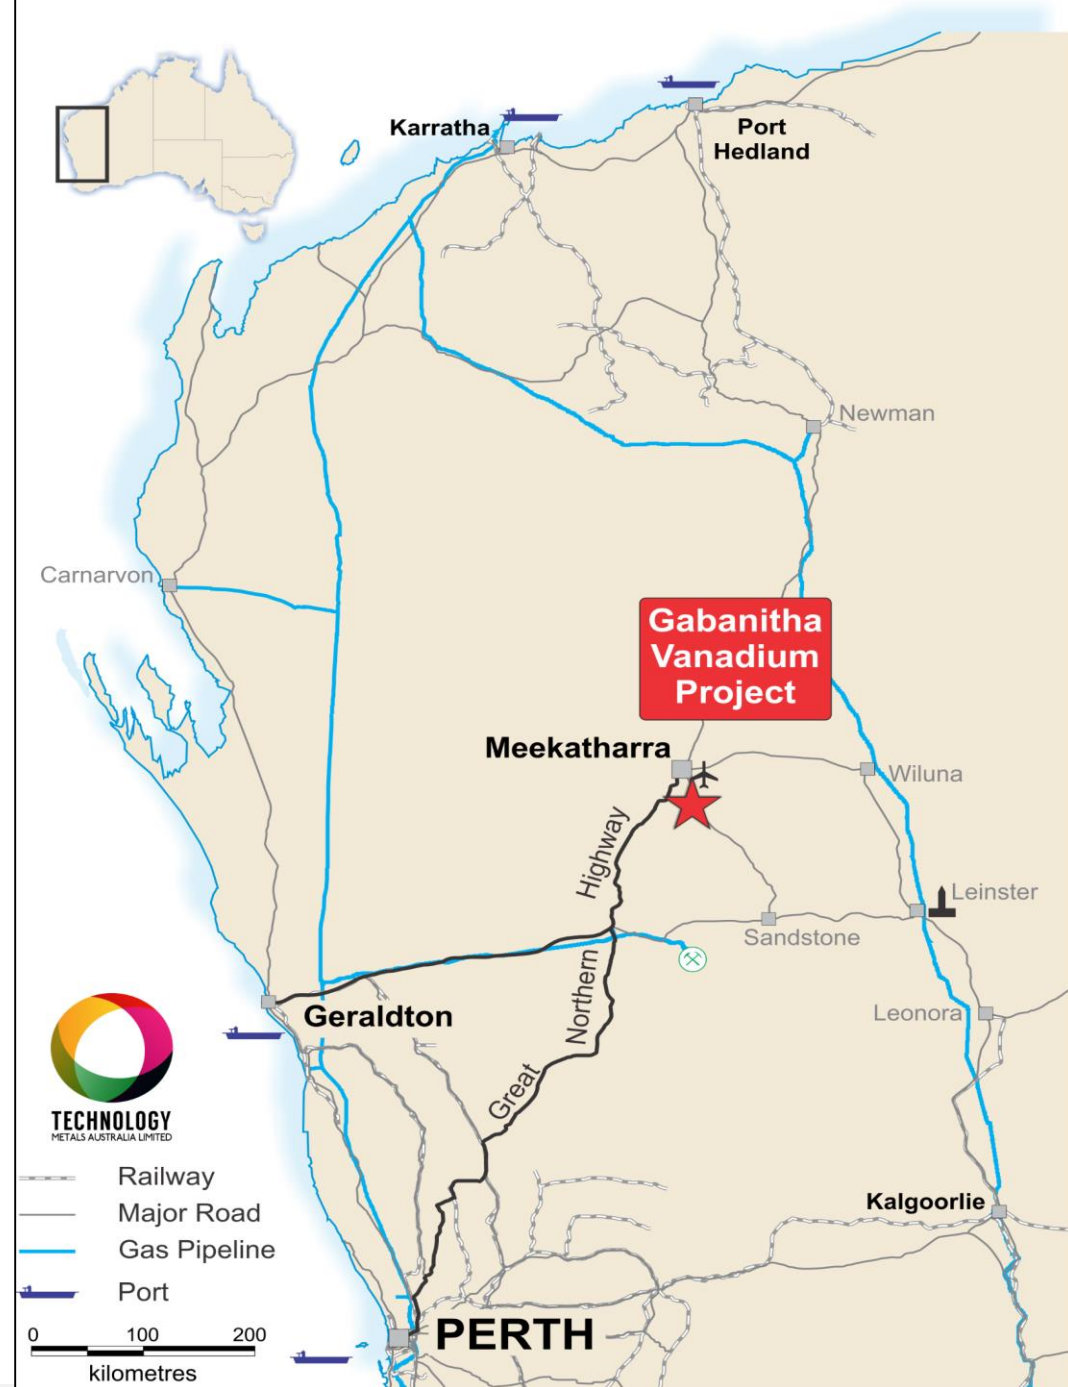 Karratha
Port
Hedland
Newman
Carnarvon
Gabanitha
Vanadium
Project
Meekatharra
Wiluna
Highway
Leinster
Sandstone
Northern
Geraldton
Leonora
Great
TECHNOLOGY
METALS AUSTRALIA LIMITED
Railway
Major Road
Gas Pipeline
Port
Kalgoorlie
0 100 200
kilometres
PERTH